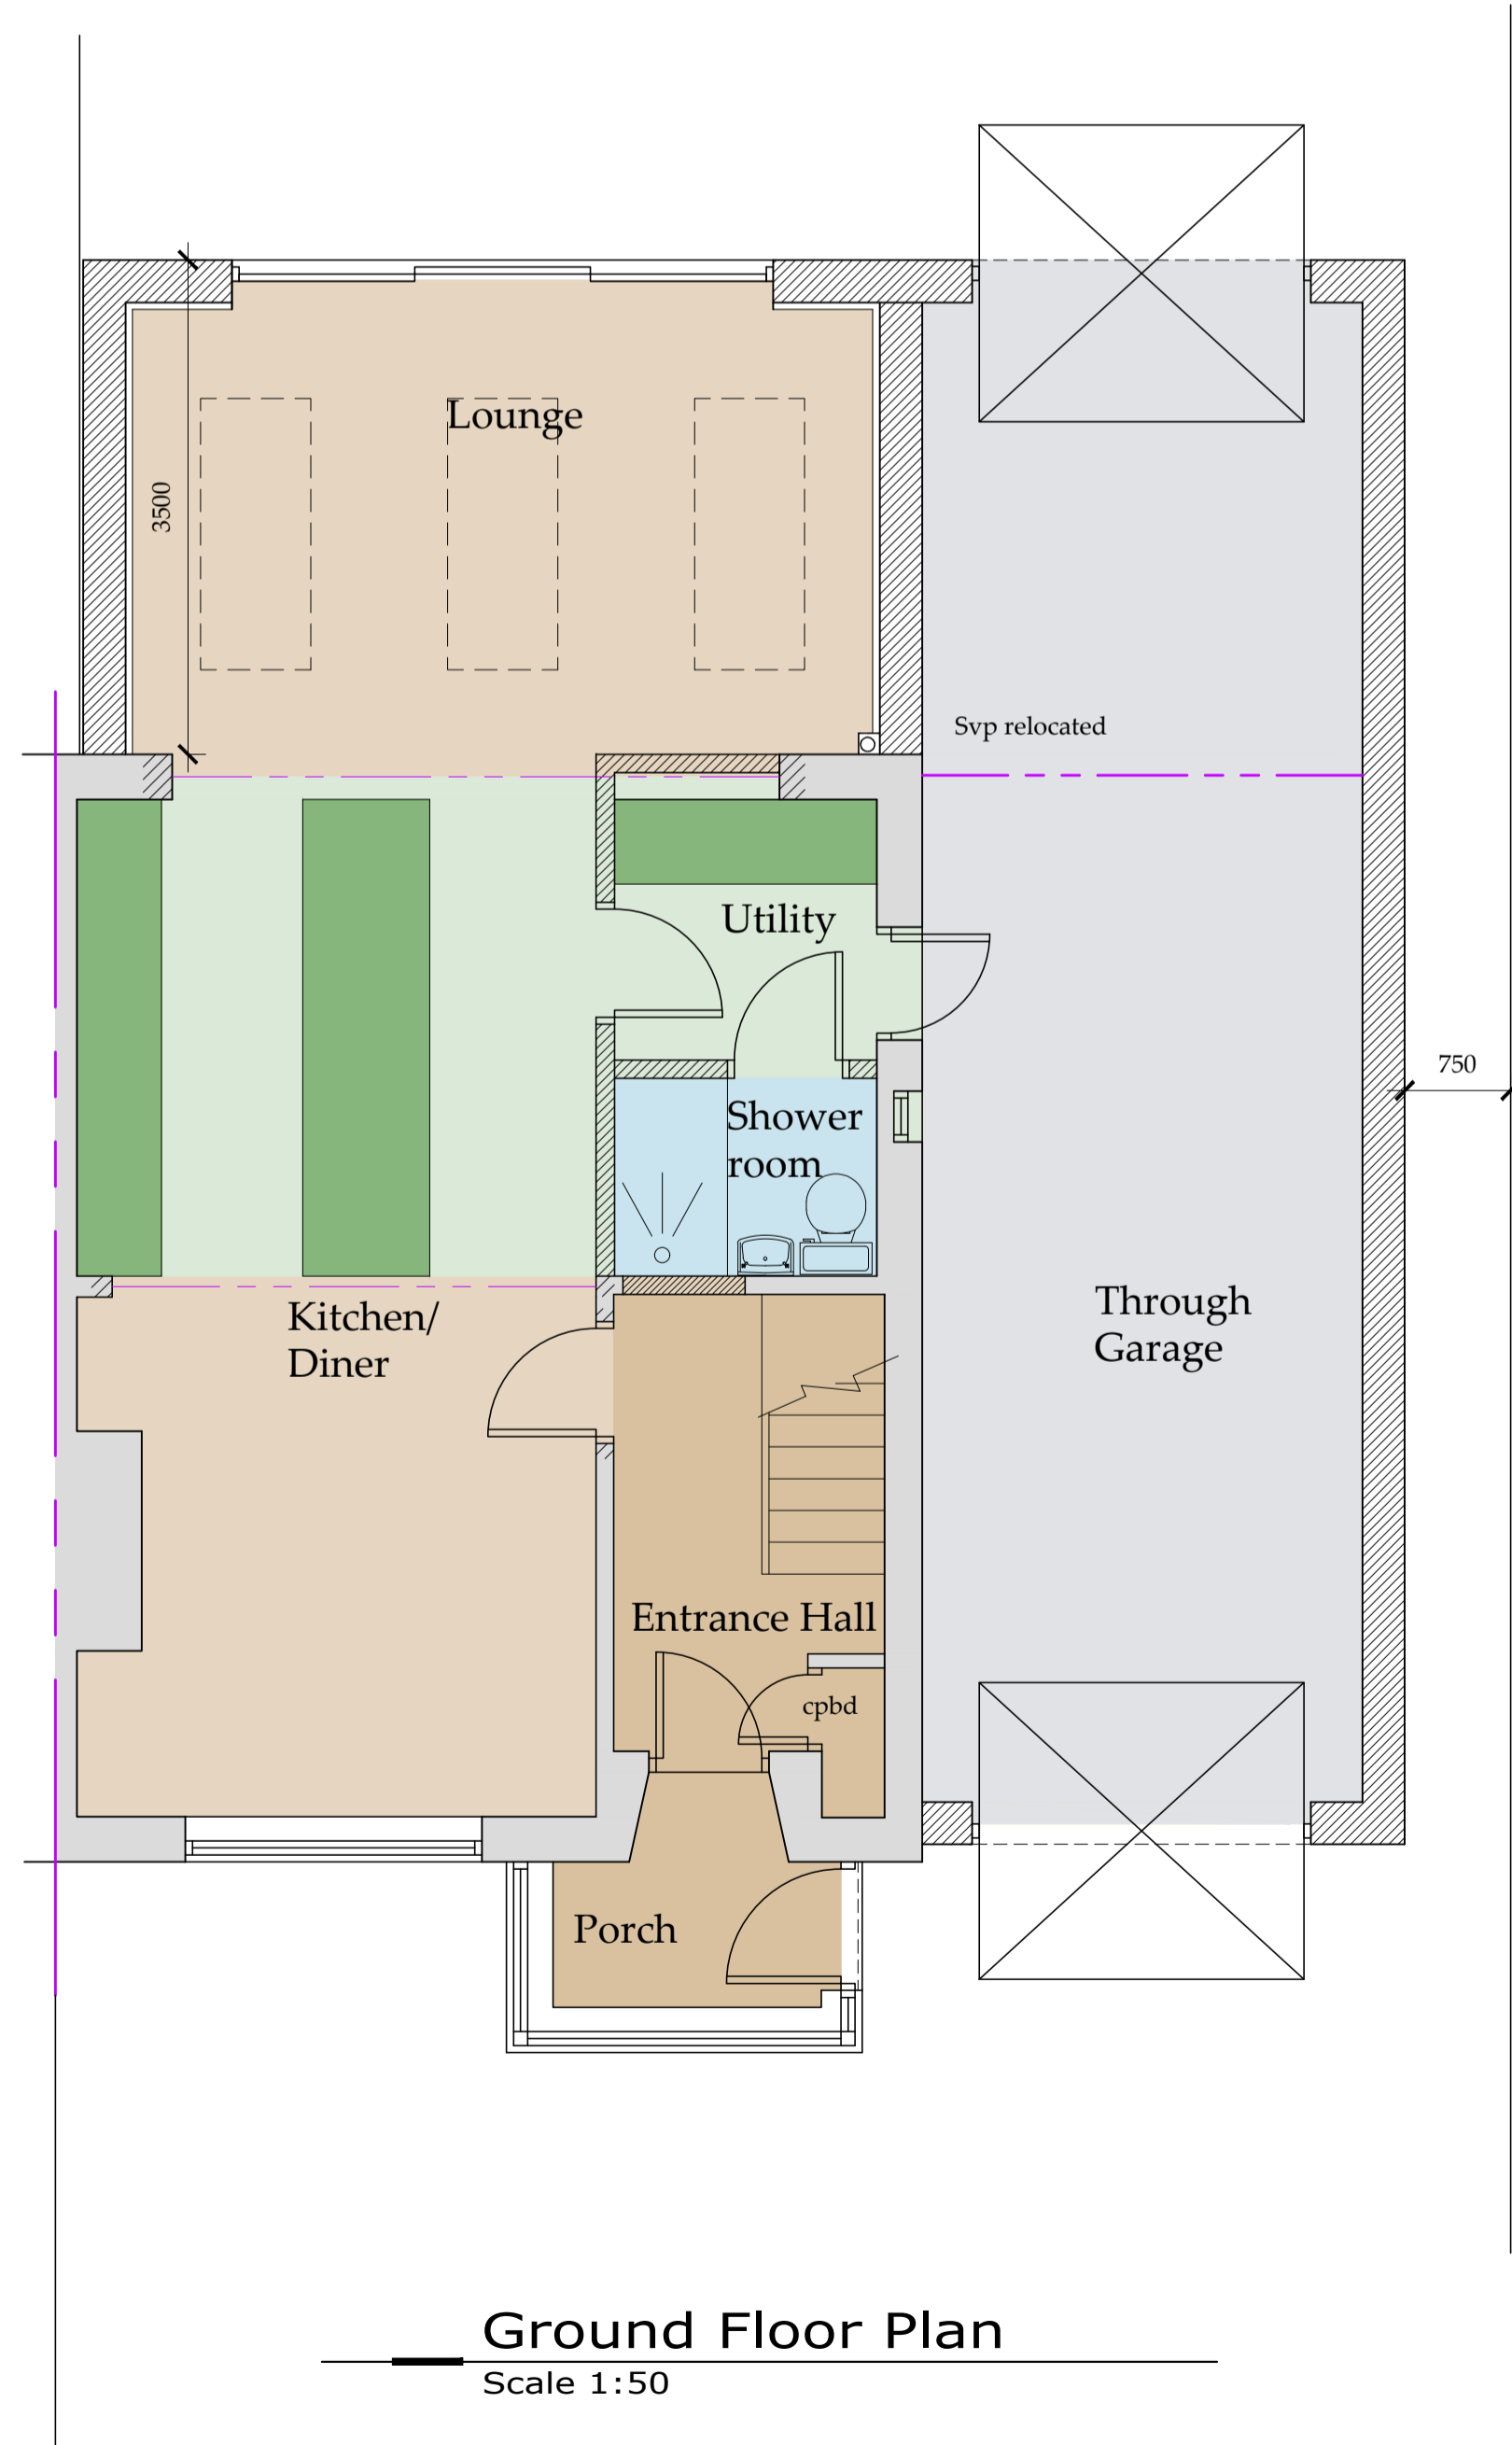 Lounge
3500
Svp relocated
Utility
750
Shower
room
Kitchen/
Diner
Through
Garage
Entrance Hall
cpbd
Porch
Ground Floor Plan
Scale 1:50